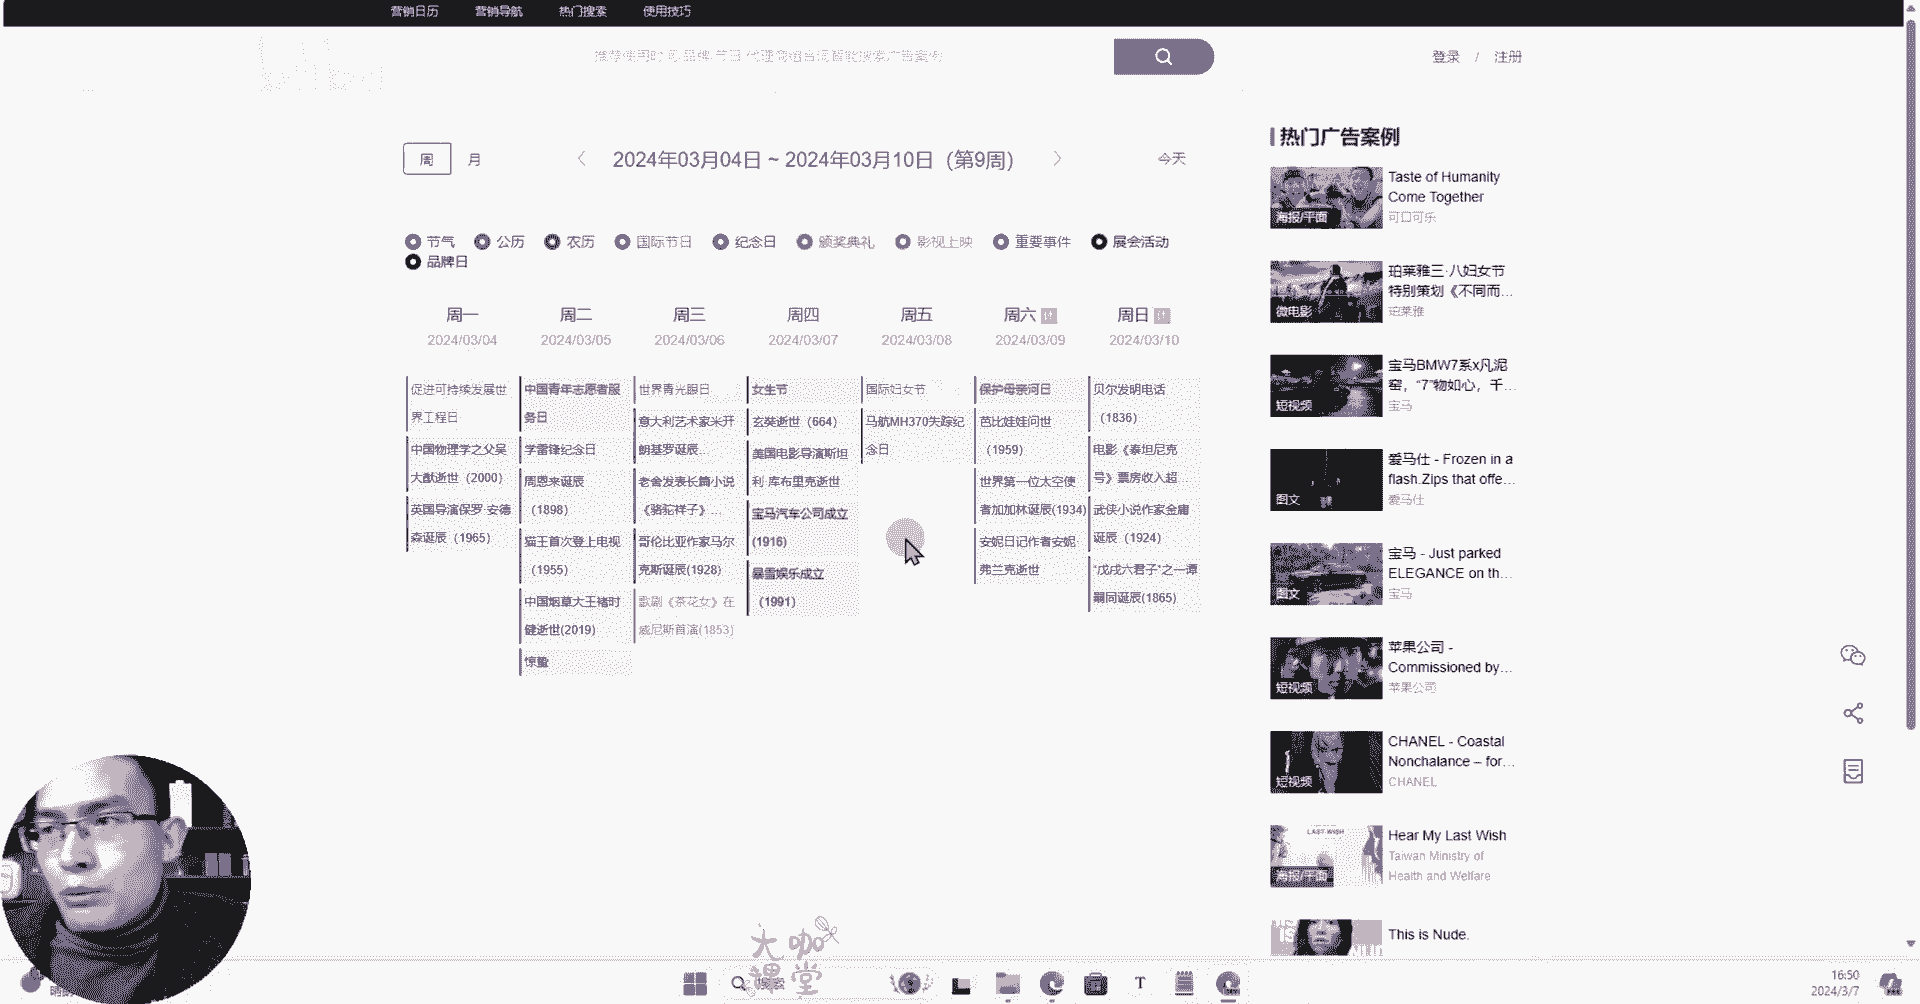 营销日历 营销导航 热门搜索 使用技巧
登录 / 注册
周 月 2024年03月04日 ~ 2024年03月10日（第9周） 今天
节气 公历 农历 国际节日 纪念日 颁奖典礼 影视上映 重要事件 展会活动
品牌日
周一 周二 周三 周四 周五 周六 周日
2024/03/04 2024/03/05 2024/03/06 2024/03/07 2024/03/08 2024/03/09 2024/03/10
促进可持续发展世
界工程日
中国物理学之父吴
大猷逝世（2000）
英国导演保罗·安德
森诞辰（1965）
中国青年志愿者服
务日
学雷锋纪念日
周恩来诞辰
（1898）
猫王首次登上电视
（1955）
中国烟草大王褚时
健逝世(2019)
惊蛰
世界青光眼日
意大利艺术家米开
朗基罗诞辰...
老舍发表长篇小说
《骆驼祥子》...
哥伦比亚作家马尔
克斯诞辰(1928)
歌剧《茶花女》在
威尼斯首演(1853)
女生节
玄奘逝世（664）
美国电影导演斯坦
利·库布里克逝世
宝马汽车公司成立
(1916)
暴雪娱乐成立
（1991）
国际妇女节
马航MH370失踪纪
念日
保护母亲河日
芭比娃娃问世
（1959）
世界第一位太空使
者加加林诞辰(1934)
安妮日记作者安妮·
弗兰克逝世
贝尔发明电话
（1836）
电影《泰坦尼克
号》票房收入超...
武侠小说作家金庸
诞辰（1924）
“戊戌六君子”之一谭
嗣同诞辰(1865)
热门广告案例
海报/平面
Taste of Humanity
Come Together
可口可乐
微电影
珀莱雅三·八妇女节
特别策划《不同而...
珀莱雅
短视频
宝马BMW7系x凡泥
窑，“7”物如心，千...
宝马
图文
爱马仕 - Frozen in a
flash.Zips that offe...
爱马仕
图文
宝马 - Just parked
ELEGANCE on th...
宝马
短视频
苹果公司 -
Commissioned by...
苹果公司
短视频
CHANEL - Coastal
Nonchalance – for...
CHANEL
海报/平面
Hear My Last Wish
Taiwan Ministry of
Health and Welfare
This is Nude.
大咖
课堂
16:50
2024/3/7